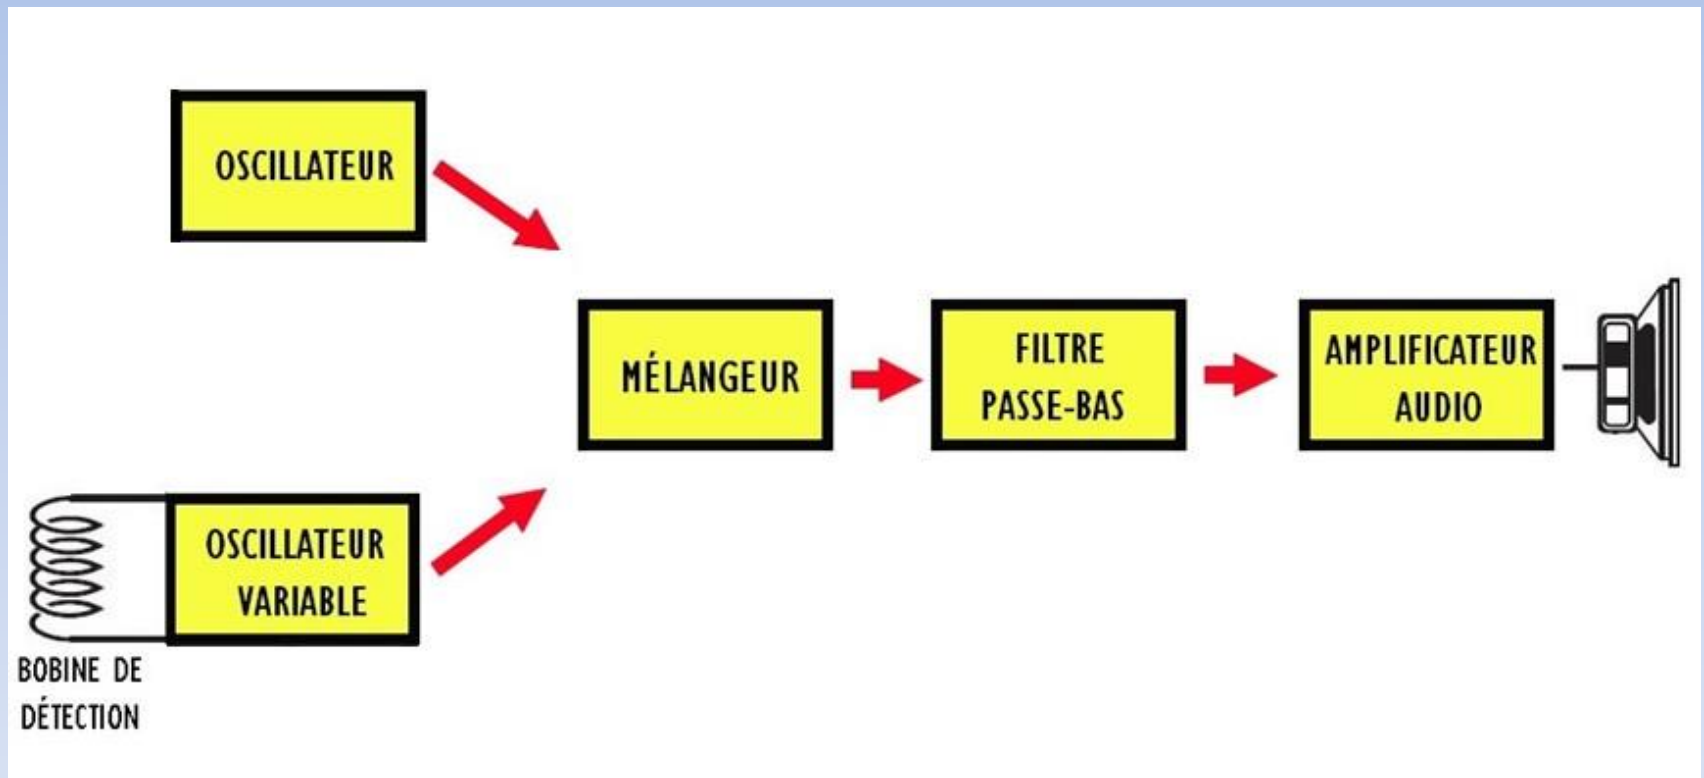 OSCILLATEUR
MÉLANGEUR
FILTRE
PASSE-BAS
AMPLIFICATEUR
AUDIO
OSCILLATEUR
VARIABLE
BOBINE DE
DÉTECTION